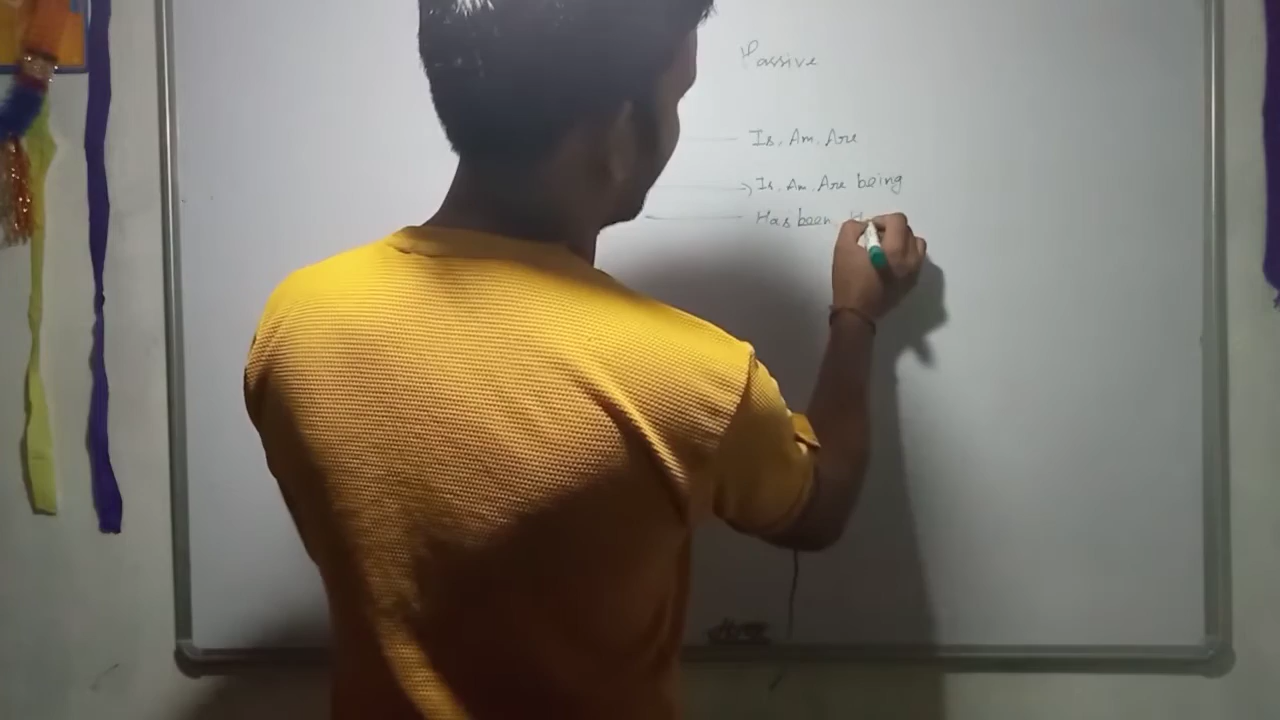 Passive
Is, Am, Are
Is, Am, Are being
Has been